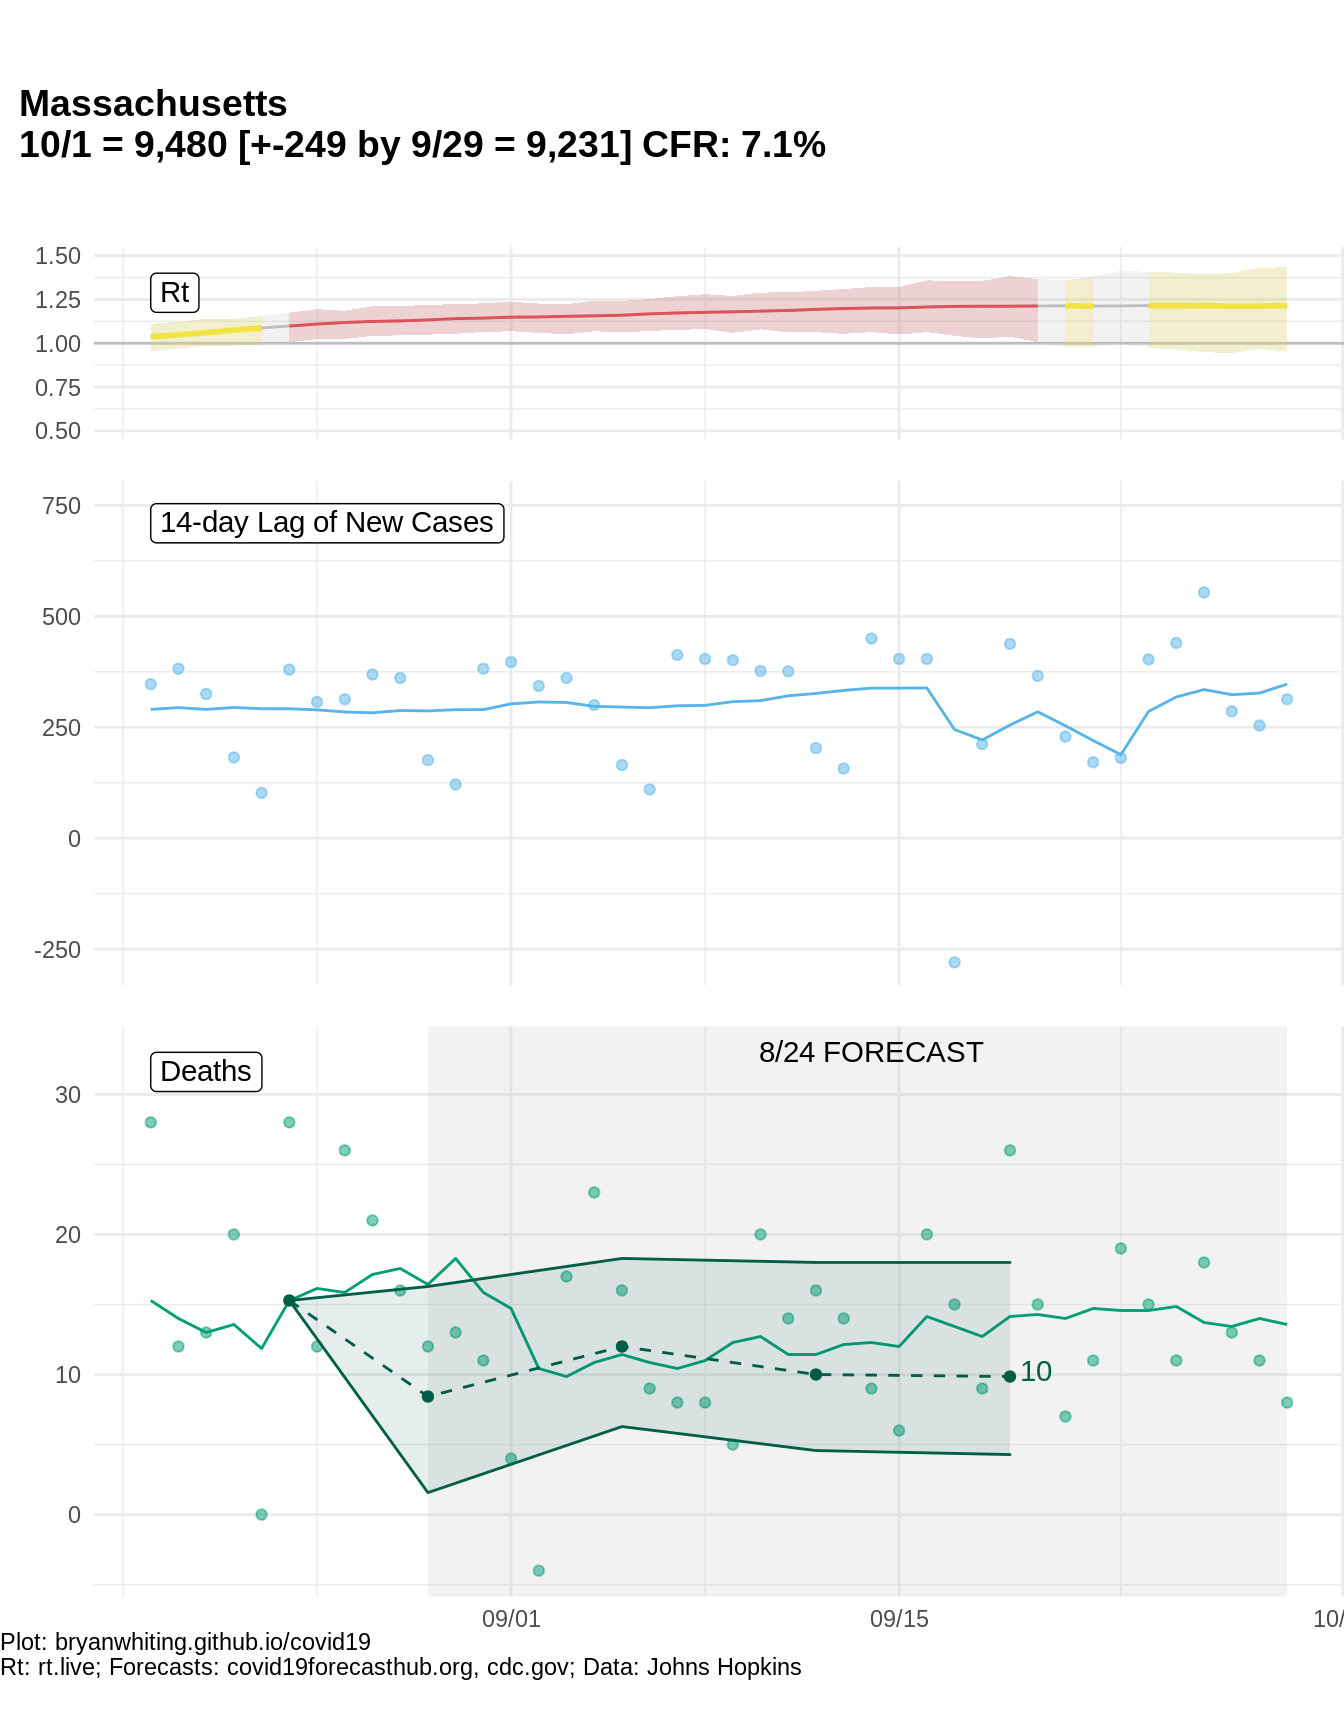 Massachusetts
10/1 = 9,480 [+-249 by 9/29 = 9,231] CFR: 7.1%
1.50
Rt
1.25
1.00
0.75
0.50
750
14-day Lag of New Cases
500
250
0
-250
8/24 FORECAST
Deaths
30
20
10
10
0
09/01
09/15
10/
Plot: bryanwhiting.github.io/covid19
Rt: rt.live; Forecasts: covid19forecasthub.org, cdc.gov; Data: Johns Hopkins